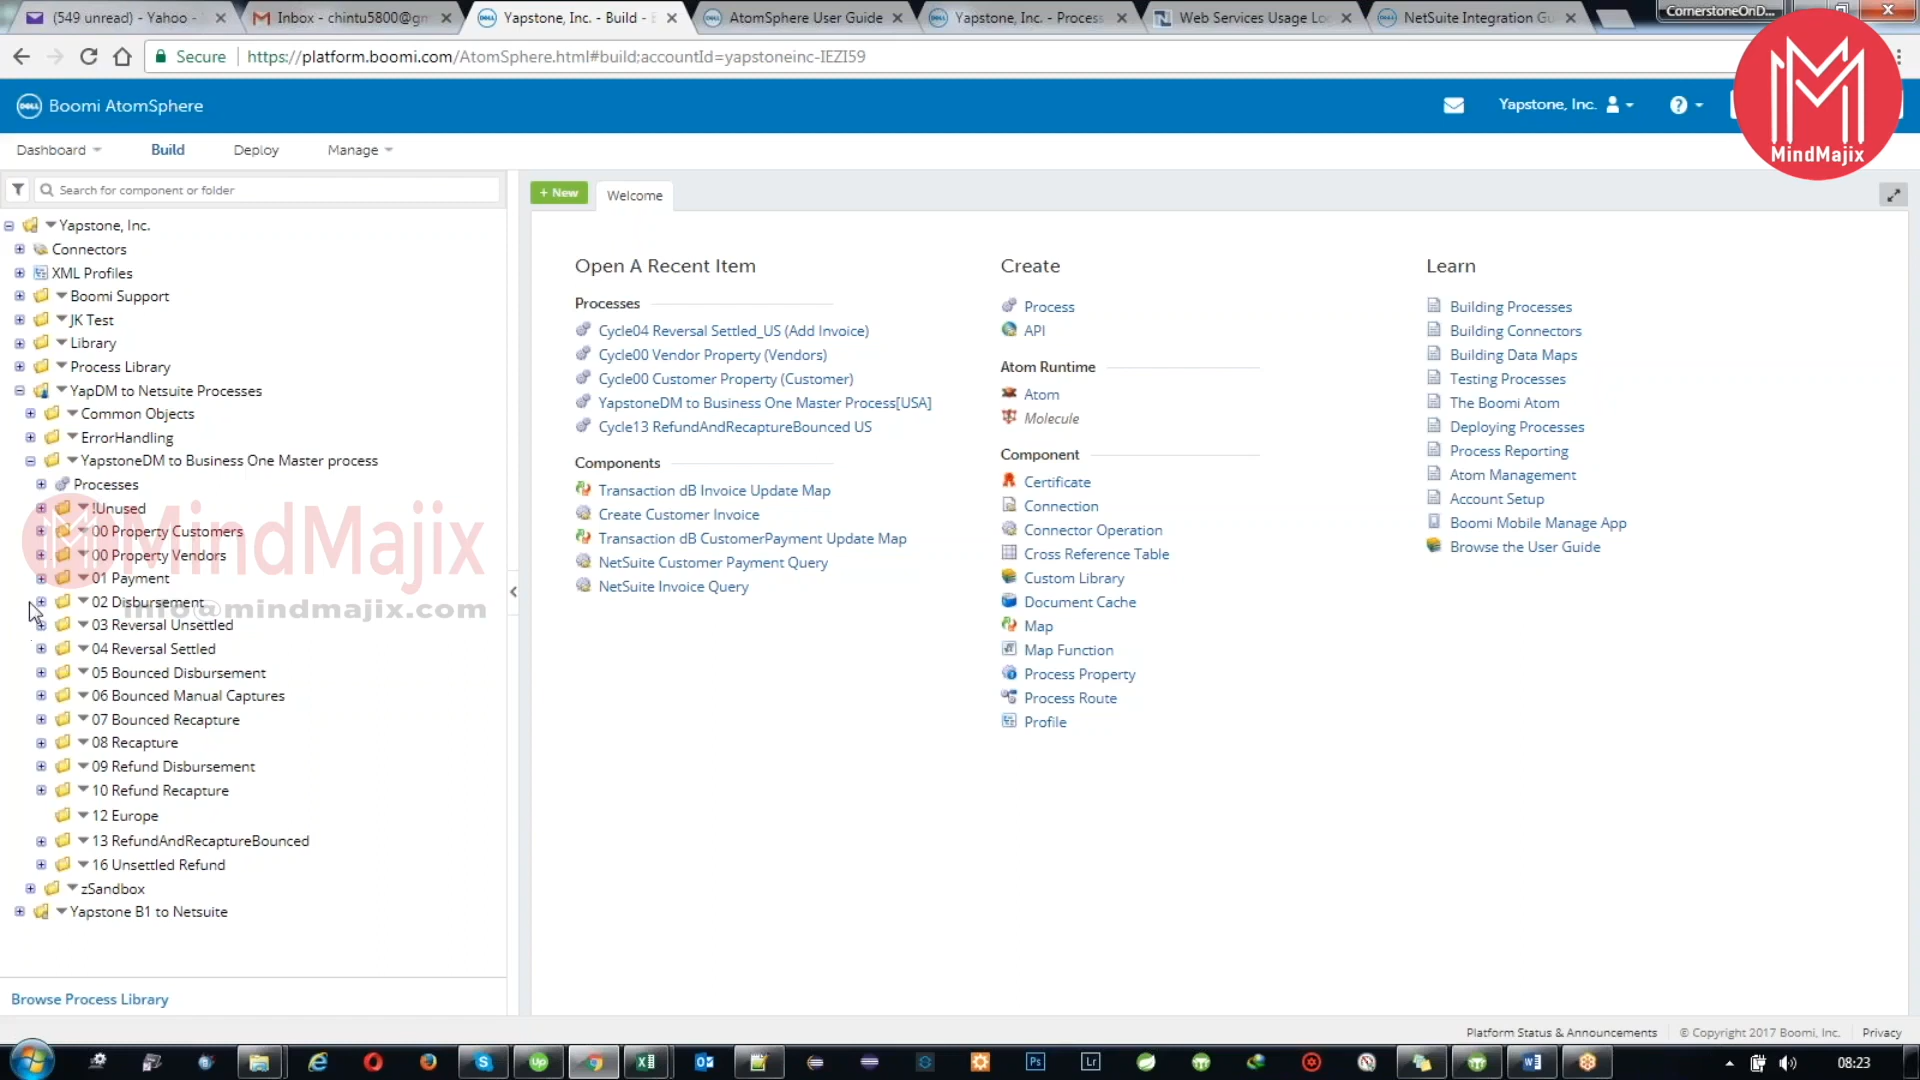 (549 unread) - Yahoo -
Inbox - chintu5800@gm
Yapstone, Inc. - Build -
AtomSphere User Guide
Yapstone, Inc. - Process
Web Services Usage Lo
NetSuite Integration Gu
CornerstoneOnD...
Secure
https://platform.boomi.com/AtomSphere.html#build;accountId=yapstoneinc-IEZI59
DELL
Boomi AtomSphere
Yapstone, Inc.
MindMajix
Dashboard
Build
Deploy
Manage
Search for component or folder
+ New
Welcome
Yapstone, Inc.
Connectors
XML Profiles
Boomi Support
JK Test
Library
Process Library
YapDM to Netsuite Processes
Common Objects
ErrorHandling
YapstoneDM to Business One Master process
Processes
!Unused
00 Property Customers
00 Property Vendors
01 Payment
02 Disbursement
03 Reversal Unsettled
04 Reversal Settled
05 Bounced Disbursement
06 Bounced Manual Captures
07 Bounced Recapture
08 Recapture
09 Refund Disbursement
10 Refund Recapture
12 Europe
13 RefundAndRecaptureBounced
16 Unsettled Refund
zSandbox
Yapstone B1 to Netsuite
MindMajix
info@mindmajix.com
Browse Process Library
Open A Recent Item
Processes
Cycle04 Reversal Settled_US (Add Invoice)
Cycle00 Vendor Property (Vendors)
Cycle00 Customer Property (Customer)
YapstoneDM to Business One Master Process[USA]
Cycle13 RefundAndRecaptureBounced US
Components
Transaction dB Invoice Update Map
Create Customer Invoice
Transaction dB CustomerPayment Update Map
NetSuite Customer Payment Query
NetSuite Invoice Query
Create
Process
API
Atom Runtime
Atom
Molecule
Component
Certificate
Connection
Connector Operation
Cross Reference Table
Custom Library
Document Cache
Map
Map Function
Process Property
Process Route
Profile
Learn
Building Processes
Building Connectors
Building Data Maps
Testing Processes
The Boomi Atom
Deploying Processes
Process Reporting
Atom Management
Account Setup
Boomi Mobile Manage App
Browse the User Guide
Platform Status & Announcements
© Copyright 2017 Boomi, Inc.
Privacy
Up
Ps
Lr
08:23